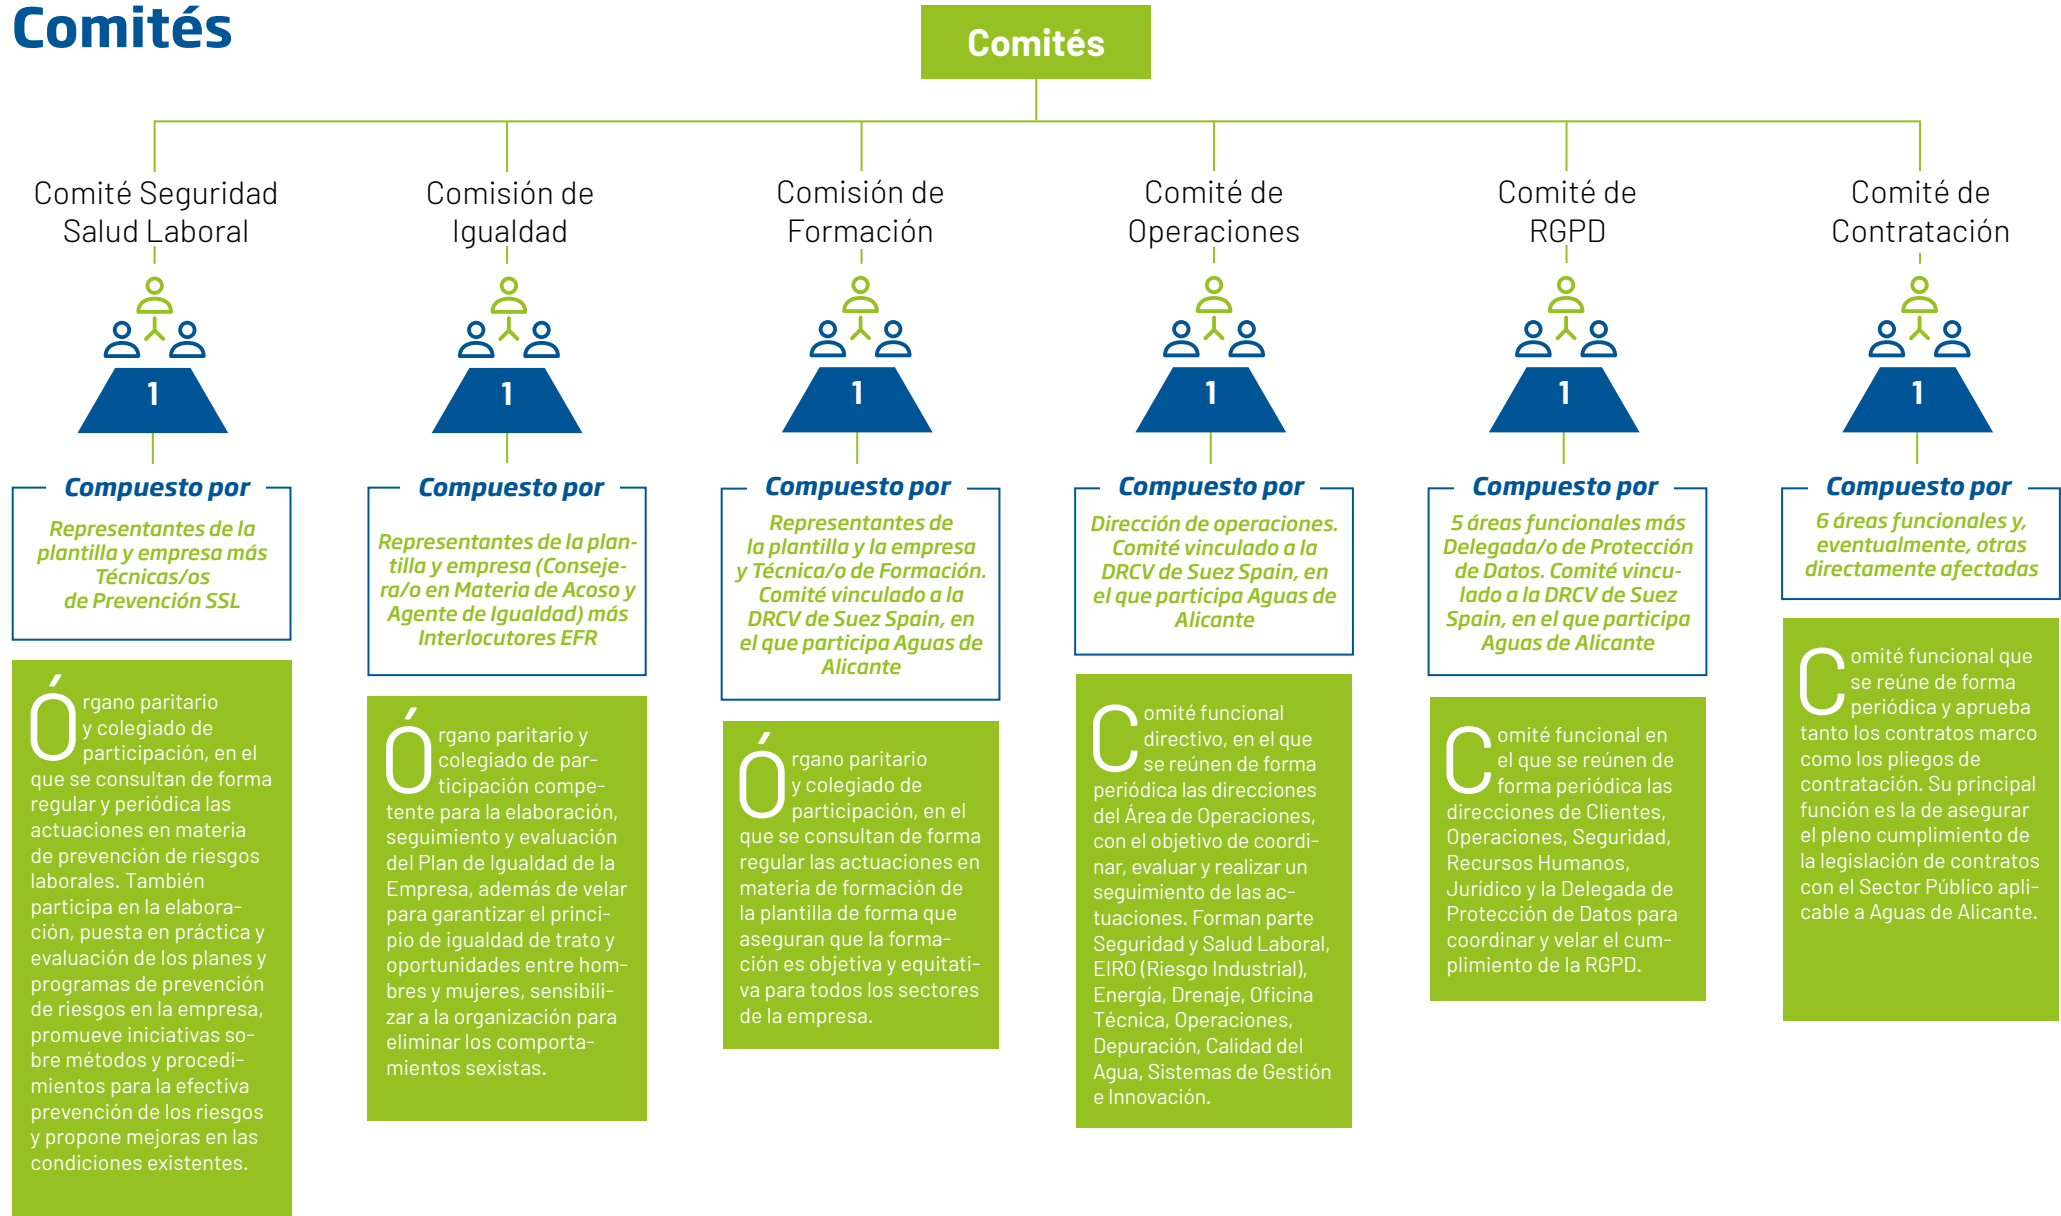 Comités
Comités
Comité Seguridad
Salud Laboral
1
Compuesto por
Representantes de la
plantilla y empresa más
Técnicas/os
de Prevención SSL
Órgano paritario
y colegiado de
participación, en el
que se consultan de forma
regular y periódica las
actuaciones en materia
de prevención de riesgos
laborales. También
participa en la elabora-
ción, puesta en práctica y
evaluación de los planes y
programas de prevención
de riesgos en la empresa,
promueve iniciativas so-
bre métodos y procedi-
mientos para la efectiva
prevención de los riesgos
y propone mejoras en las
condiciones existentes.
Comisión de
Igualdad
1
Compuesto por
Representantes de la plan-
tilla y empresa (Conseje-
ra/o en Materia de Acoso y
Agente de Igualdad) más
Interlocutores EFR
Órgano paritario y
colegiado de par-
ticipación compe-
tente para la elaboración,
seguimiento y evaluación
del Plan de Igualdad de la
Empresa, además de velar
para garantizar el princi-
pio de igualdad de trato y
oportunidades entre hom-
bres y mujeres, sensibili-
zar a la organización para
eliminar los comporta-
mientos sexistas.
Comisión de
Formación
1
Compuesto por
Representantes de
la plantilla y la empresa
y Técnica/o de Formación.
Comité vinculado a la
DRCV de Suez Spain, en
el que participa Aguas de
Alicante
Órgano paritario
y colegiado de
participación, en el
que se consultan de forma
regular las actuaciones en
materia de formación de
la plantilla de forma que
aseguran que la forma-
ción es objetiva y equitati-
va para todos los sectores
de la empresa.
Comité de
Operaciones
1
Compuesto por
Dirección de operaciones.
Comité vinculado a la
DRCV de Suez Spain, en
el que participa Aguas de
Alicante
Comité funcional
directivo, en el que
se reúnen de forma
periódica las direcciones
del Área de Operaciones,
con el objetivo de coordi-
nar, evaluar y realizar un
seguimiento de las ac-
tuaciones. Forman parte
Seguridad y Salud Laboral,
EIRO (Riesgo Industrial),
Energía, Drenaje, Oficina
Técnica, Operaciones,
Depuración, Calidad del
Agua, Sistemas de Gestión
e Innovación.
Comité de
RGPD
1
Compuesto por
5 áreas funcionales más
Delegada/o de Protección
de Datos. Comité vincu-
lado a la DRCV de Suez
Spain, en el que participa
Aguas de Alicante
Comité funcional en
el que se reúnen de
forma periódica las
direcciones de Clientes,
Operaciones, Seguridad,
Recursos Humanos,
Jurídico y la Delegada de
Protección de Datos para
coordinar y velar el cum-
plimiento de la RGPD.
Comité de
Contratación
1
Compuesto por
6 áreas funcionales y,
eventualmente, otras
directamente afectadas
Comité funcional que
se reúne de forma
periódica y aprueba
tanto los contratos marco
como los pliegos de
contratación. Su principal
función es la de asegurar
el pleno cumplimiento de
la legislación de contratos
con el Sector Público apli-
cable a Aguas de Alicante.